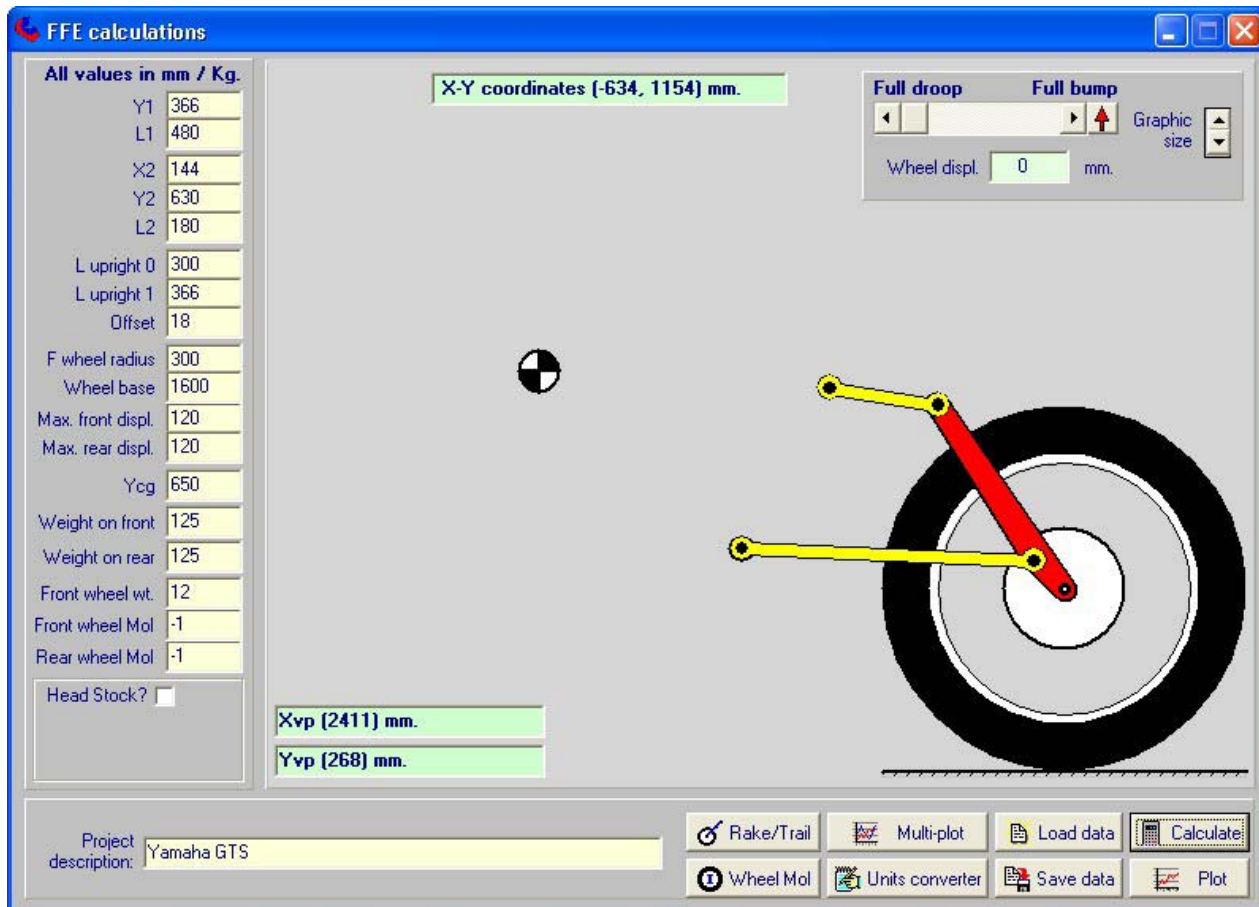 FFE calculations
All values in mm / Kg.
Y1 366
L1 480
X2 144
Y2 630
L2 180
L upright 0 300
L upright 1 366
Offset 18
F wheel radius 300
Wheel base 1600
Max. front displ. 120
Max. rear displ. 120
Ycg 650
Weight on front 125
Weight on rear 125
Front wheel wt. 12
Front wheel MoI -1
Rear wheel MoI -1
Head Stock?
X-Y coordinates (-634, 1154) mm.
Full droop Full bump
Graphic
size
Wheel displ. 0 mm.
Xvp (2411) mm.
Yvp (268) mm.
Project
description: Yamaha GTS
Rake/Trail Multi-plot Load data Calculate
Wheel MoI Units converter Save data Plot